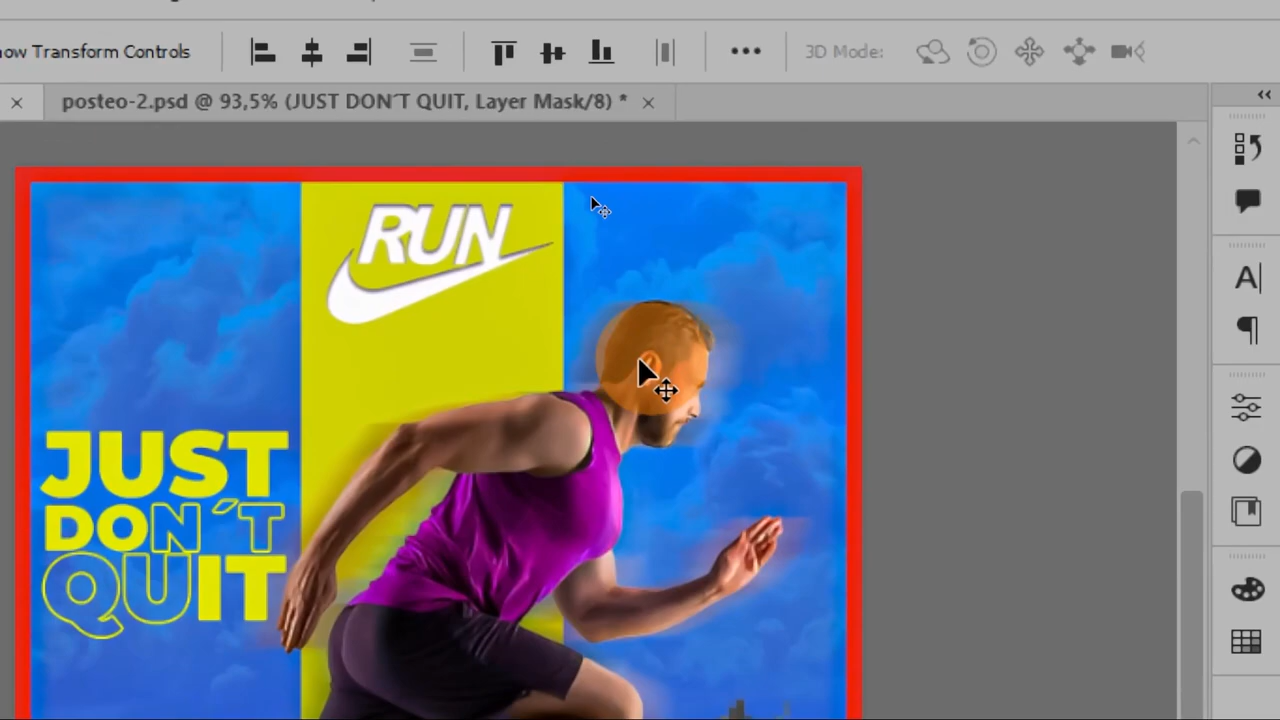 ow Transform Controls
3D Mode:
posteo-2.psd @ 93,5% (JUST DON´T QUIT, Layer Mask/8) *
RUN
JUST
DON´T
QUIT